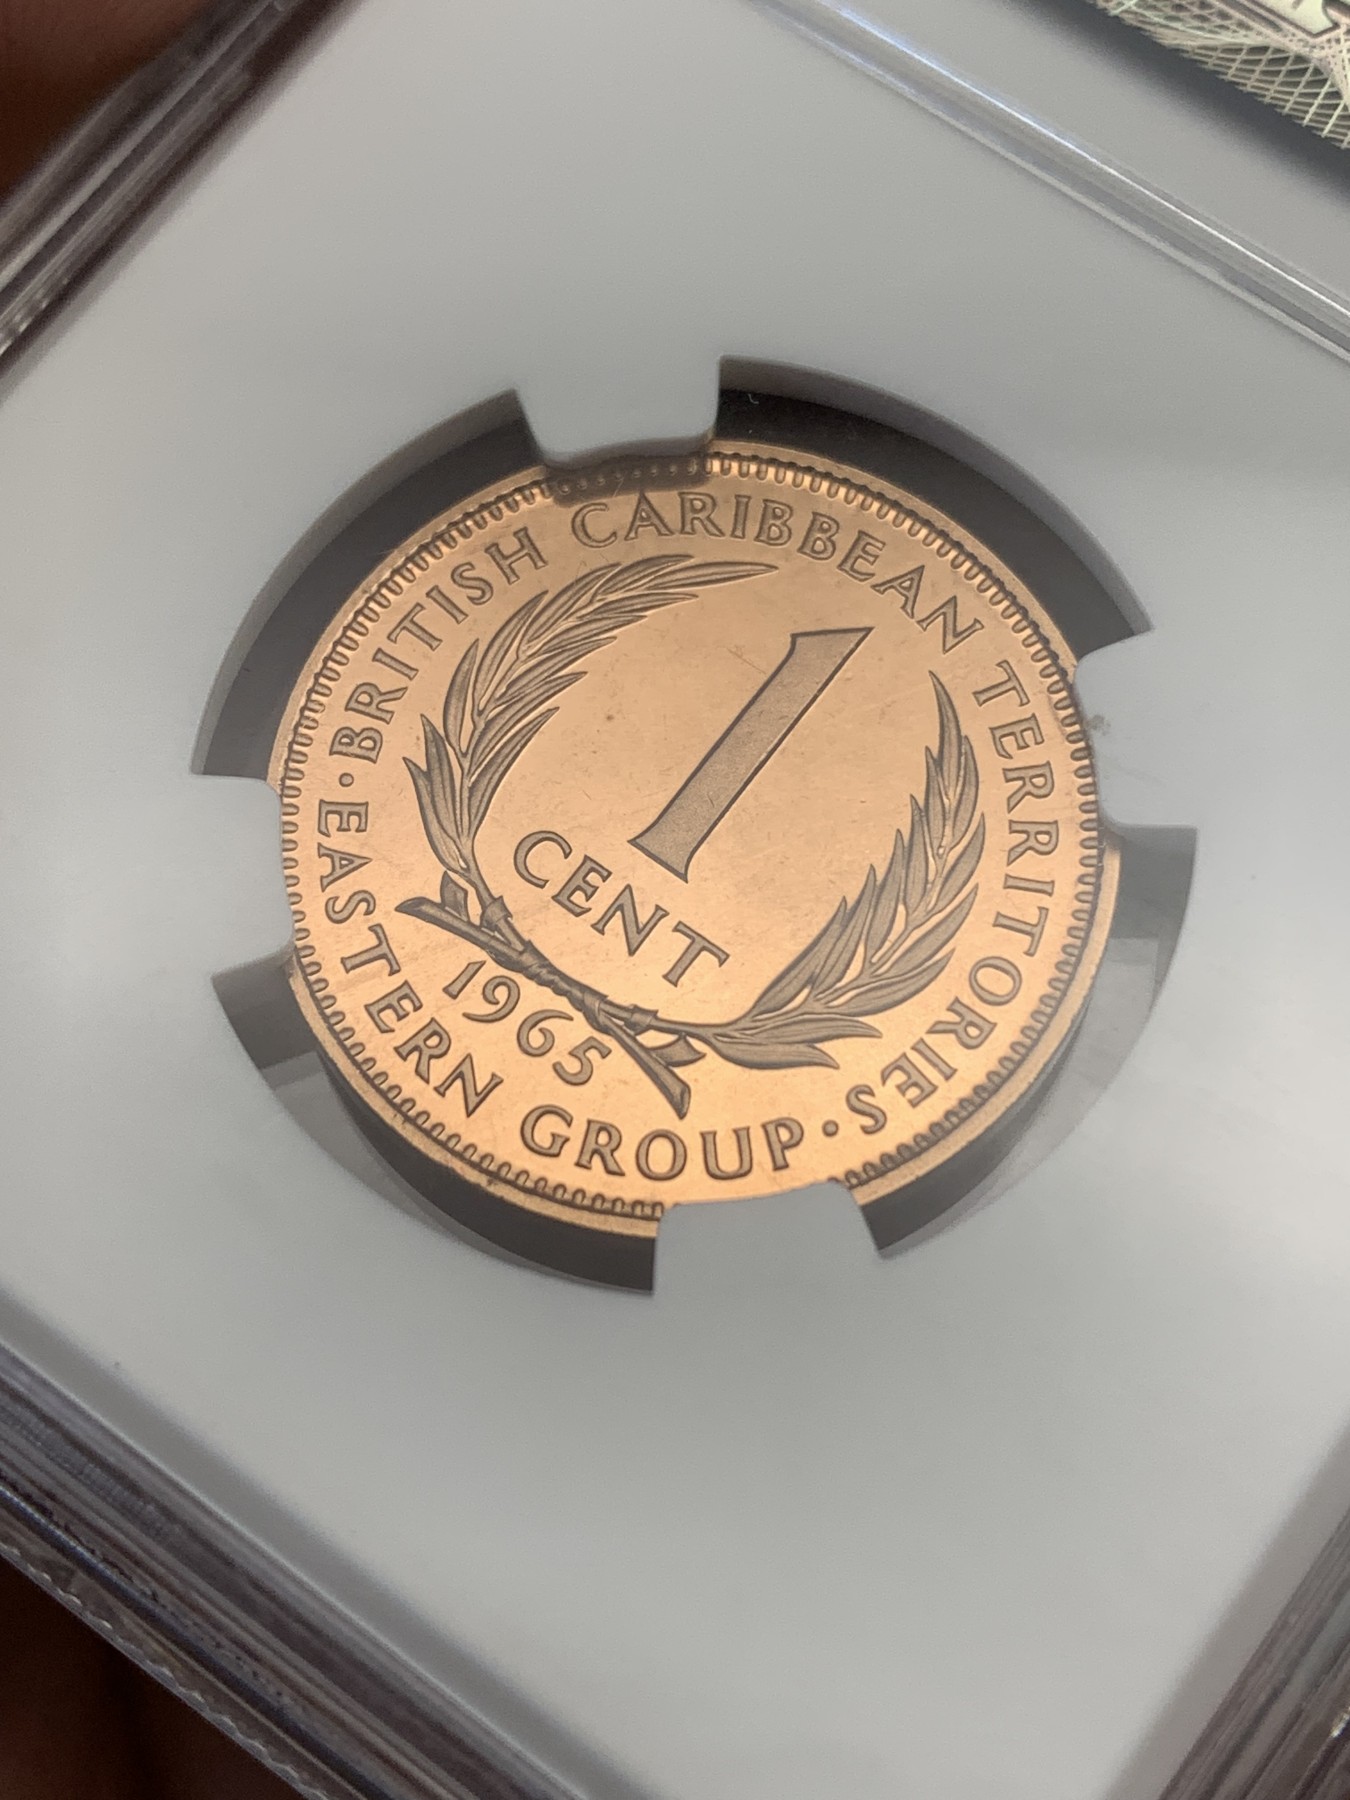 BRITISH CARIBBEAN TERRITORIES · EASTERN GROUP ·
1
CENT
1965